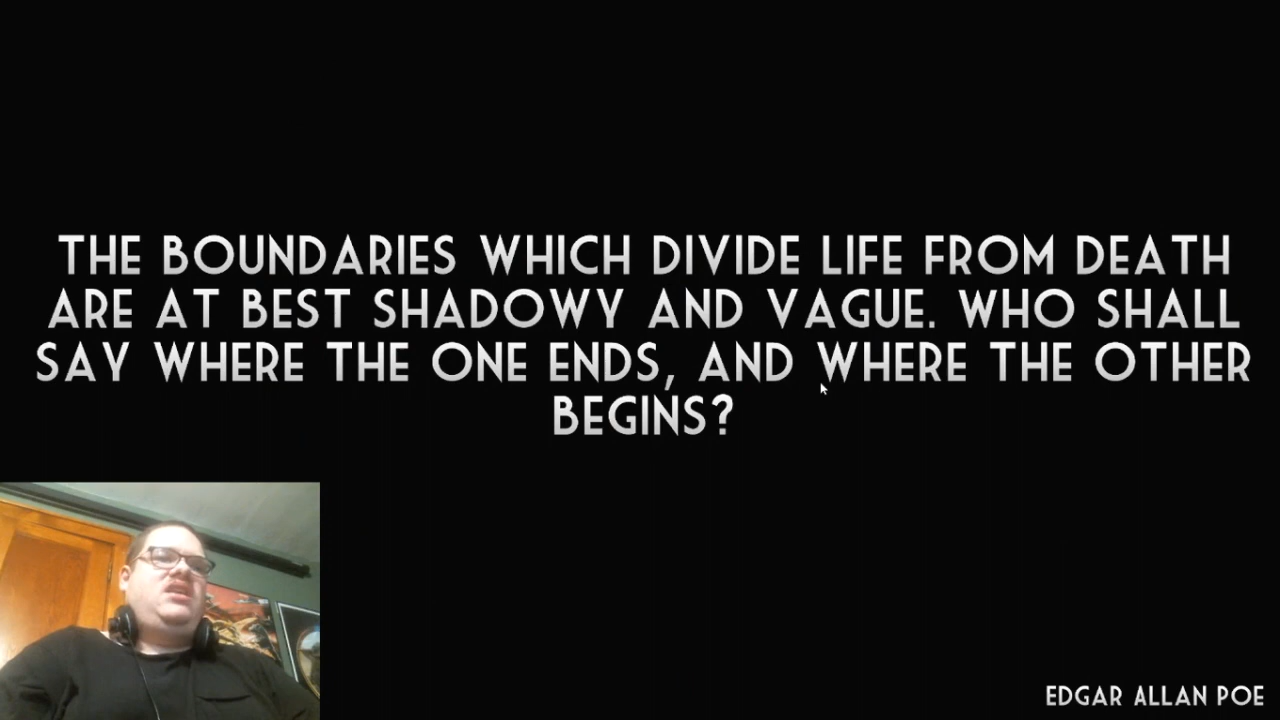 THE BOUNDARIES WHICH DIVIDE LIFE FROM DEATH
ARE AT BEST SHADOWY AND VAGUE. WHO SHALL
SAY WHERE THE ONE ENDS, AND WHERE THE OTHER
BEGINS?
EDGAR ALLAN POE